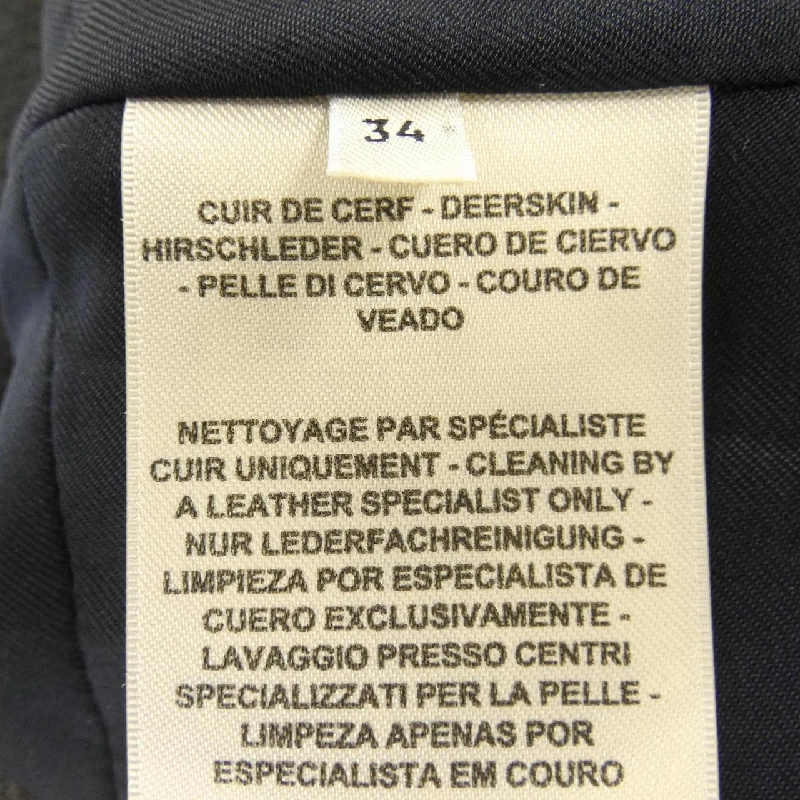 34
CUIR DE CERF - DEERSKIN -
HIRSCHLEDER - CUERO DE CIERVO
- PELLE DI CERVO - COURO DE
VEADO
NETTOYAGE PAR SPÉCIALISTE
CUIR UNIQUEMENT - CLEANING BY
A LEATHER SPECIALIST ONLY -
NUR LEDERFACHREINIGUNG -
LIMPIEZA POR ESPECIALISTA DE
CUERO EXCLUSIVAMENTE -
LAVAGGIO PRESSO CENTRI
SPECIALIZZATI PER LA PELLE -
LIMPEZA APENAS POR
ESPECIALISTA EM COURO